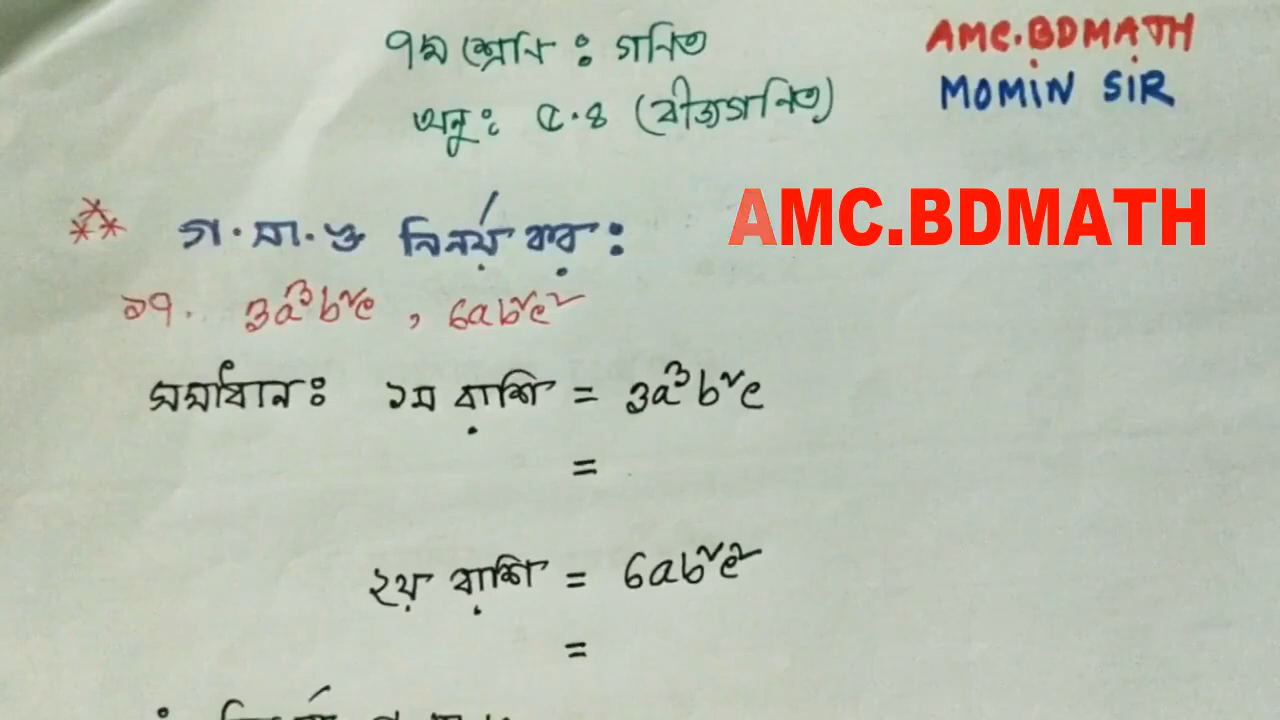 ৭ম শ্রেণি : গণিত
AMC.BDMATH
অনু: ৫.৪ (বীজগণিত)
MOMIN SIR
AMC.BDMATH
গ.সা.গু নির্ণয় কর :
১৭. 3a³b²c , 6ab²c²
সমাধান: ১ম রাশি = 3a³b²c
=
২য় রাশি = 6ab²c²
=